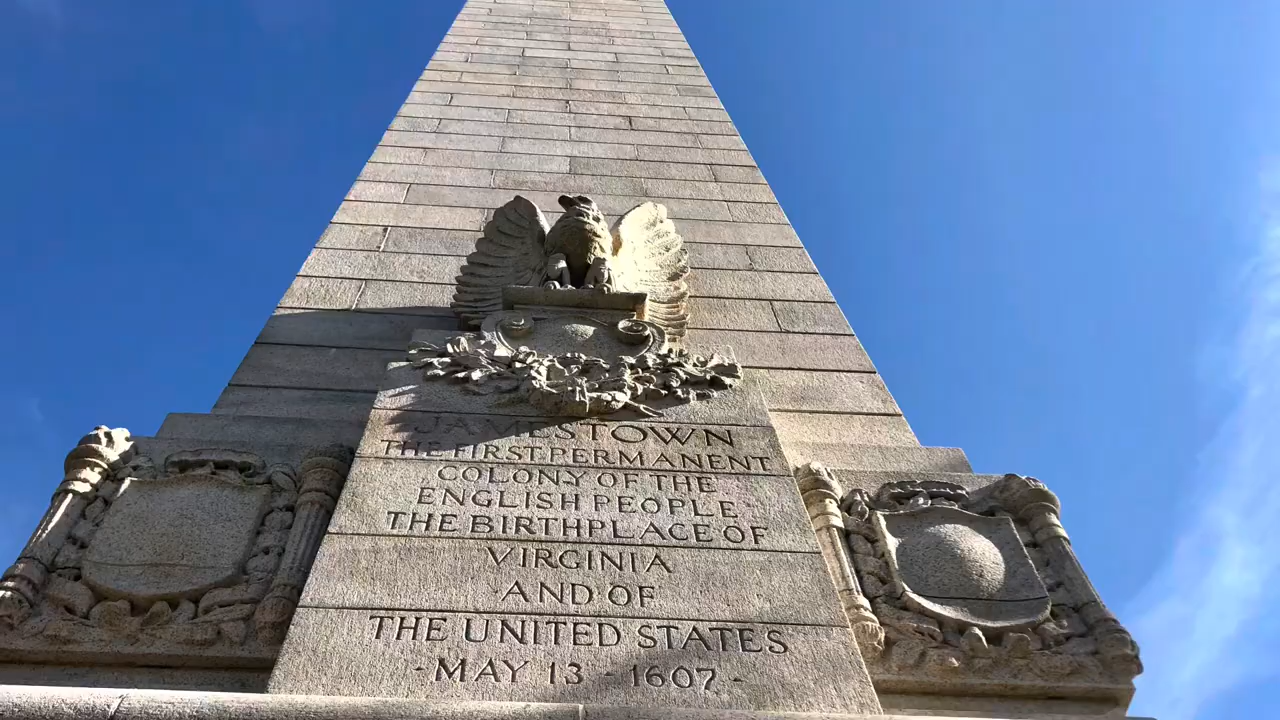 JAMESTOWN
THE FIRST PERMANENT
COLONY OF THE
ENGLISH PEOPLE
THE BIRTHPLACE OF
VIRGINIA
AND OF
THE UNITED STATES
- MAY 13 - 1607 -